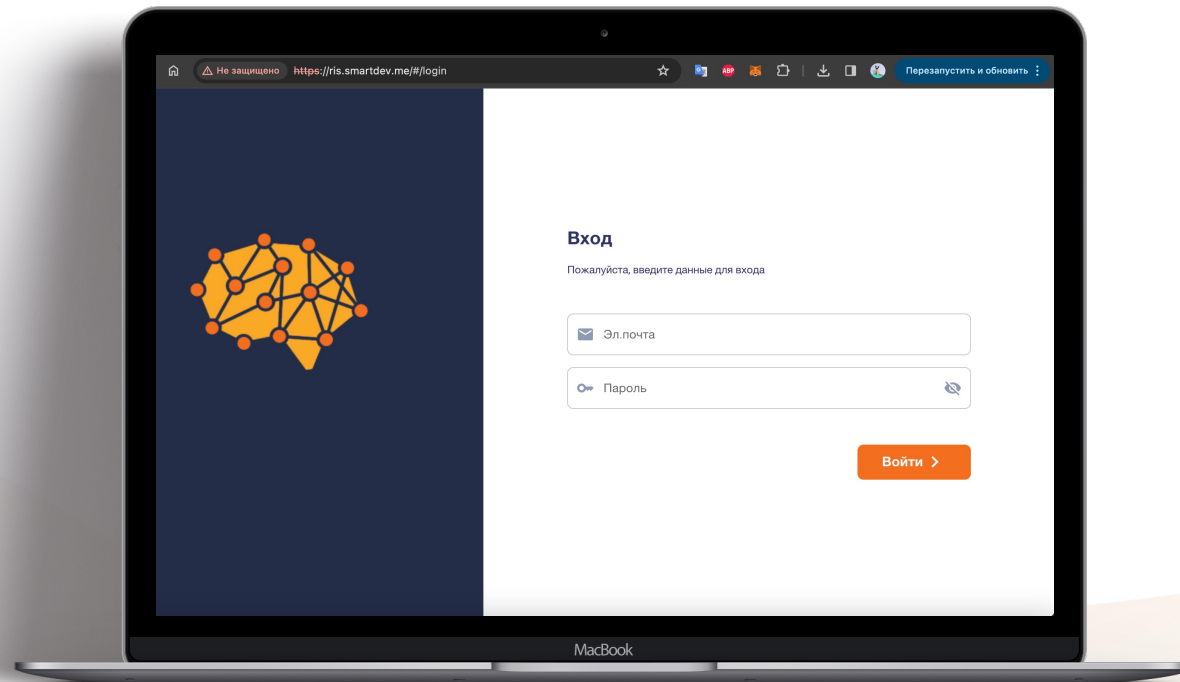 Не защищено https://ris.smartdev.me/#/login ABP Перезапустить и обновить
Вход
Пожалуйста, введите данные для входа
Эл.почта
Пароль
Войти
MacBook